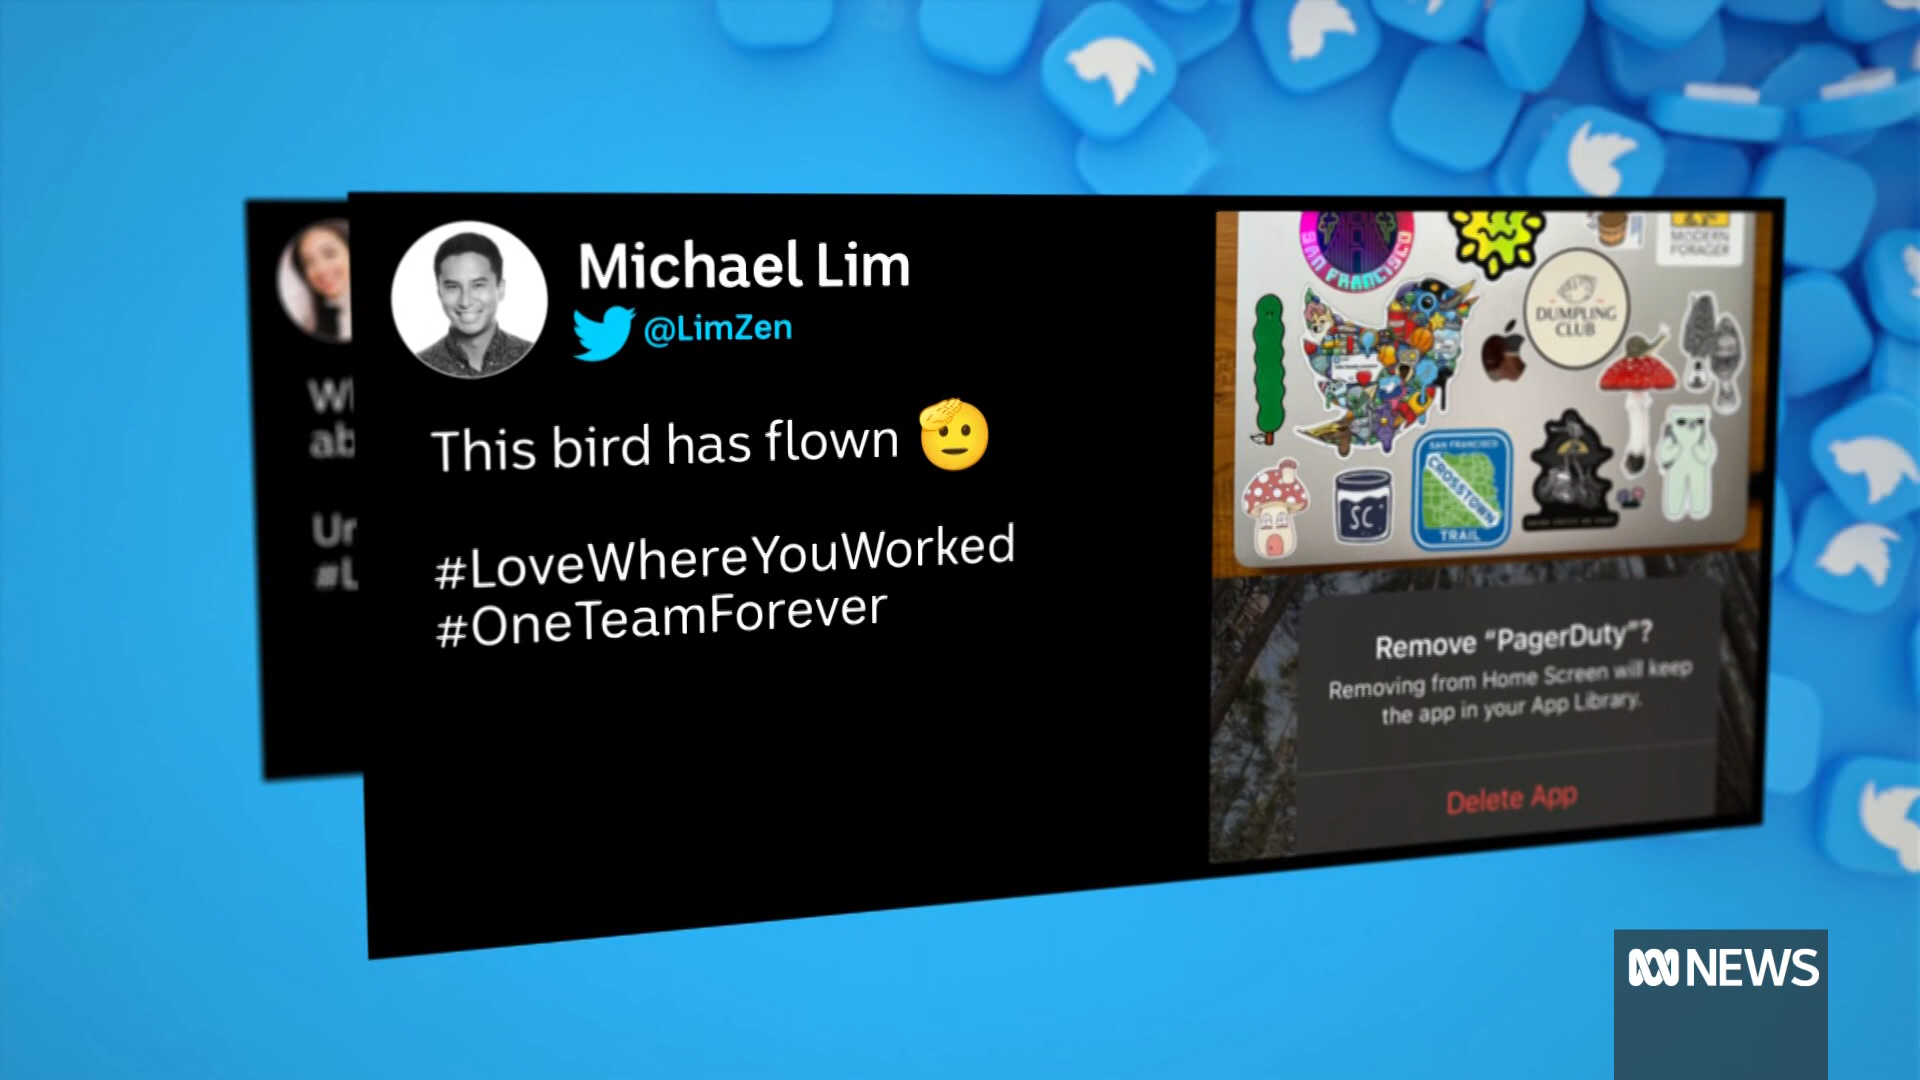 Michael Lim
@LimZen
This bird has flown 🫡
#LoveWhereYouWorked
#OneTeamForever
SAN FRANCISCO
MODERN
FORAGER
DUMPLING
CLUB
SC
SAN FRANCISCO
CROSSTOWN
TRAIL
Remove “PagerDuty”?
Removing from Home Screen will keep
the app in your App Library.
Delete App
NEWS